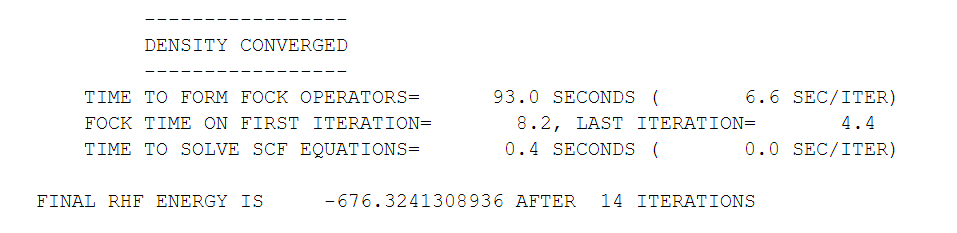 -----------------
DENSITY CONVERGED
-----------------
TIME TO FORM FOCK OPERATORS= 93.0 SECONDS ( 6.6 SEC/ITER)
FOCK TIME ON FIRST ITERATION= 8.2, LAST ITERATION= 4.4
TIME TO SOLVE SCF EQUATIONS= 0.4 SECONDS ( 0.0 SEC/ITER)
FINAL RHF ENERGY IS -676.3241308936 AFTER 14 ITERATIONS